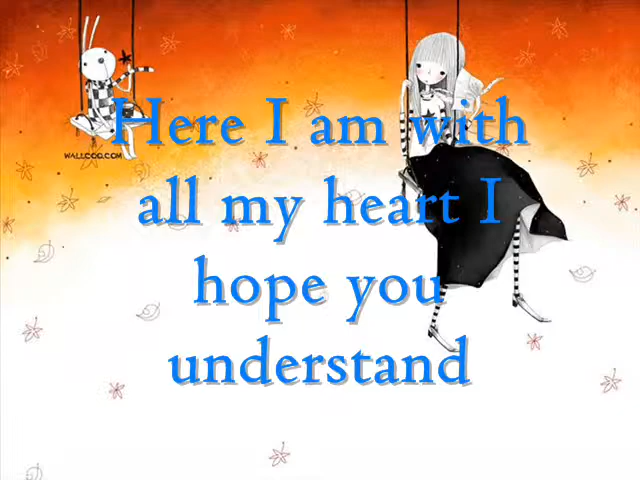 WALLCOO.COM
Here I am with
all my heart I
hope you
understand